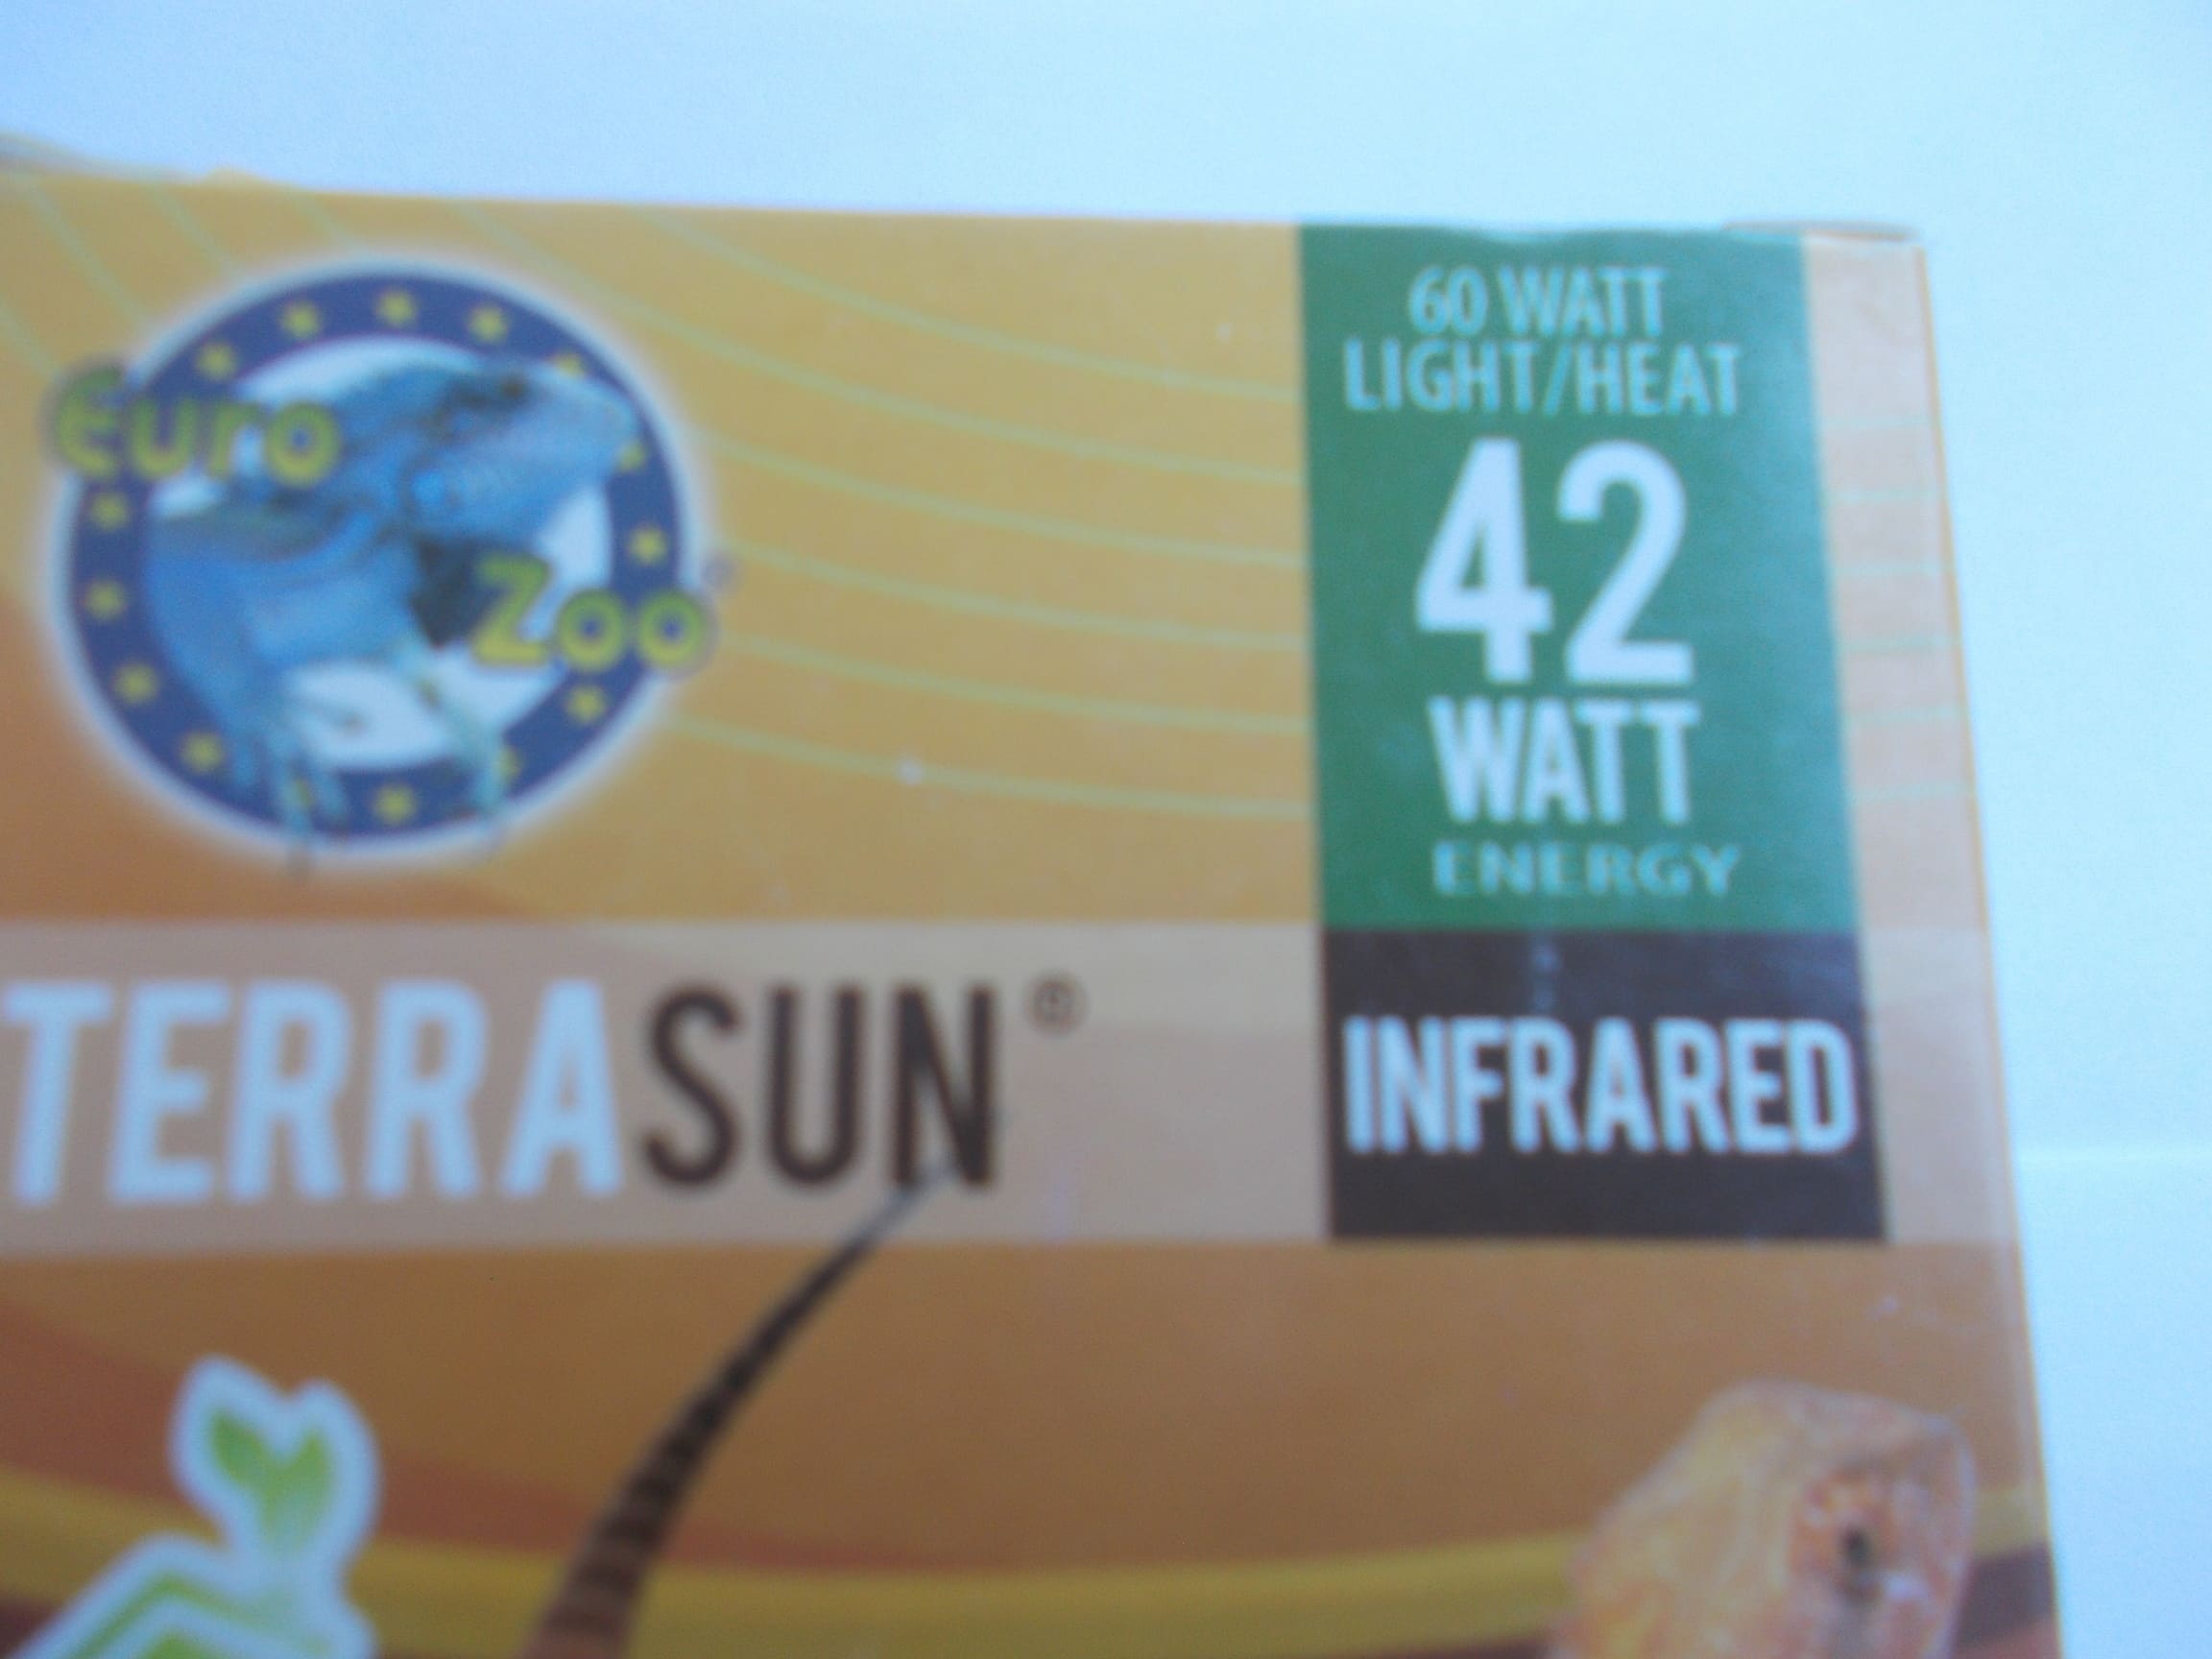 Euro
Zoo
60 WATT
LIGHT/HEAT
42
WATT
ENERGY
TERRASUN®
INFRARED